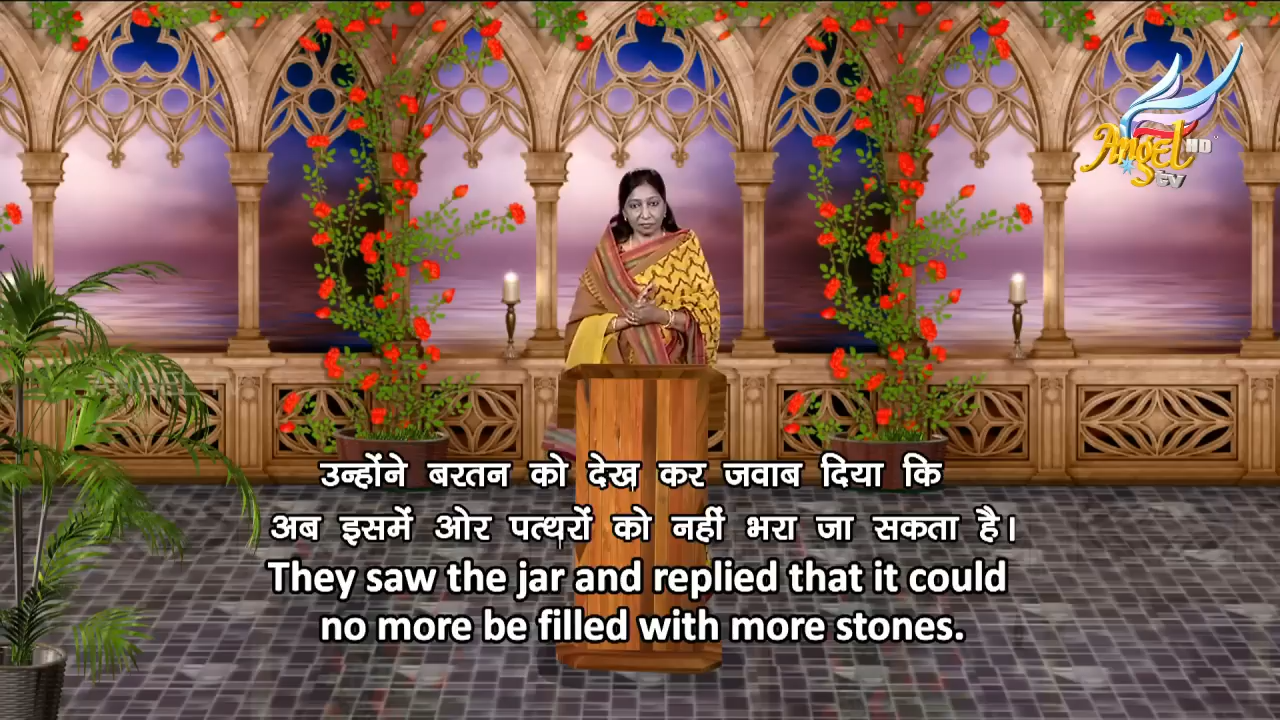 Angel HD
tv
उन्होंने बरतन को देख कर जवाब दिया कि
अब इसमें ओर पत्थरों को नहीं भरा जा सकता है।
They saw the jar and replied that it could
no more be filled with more stones.